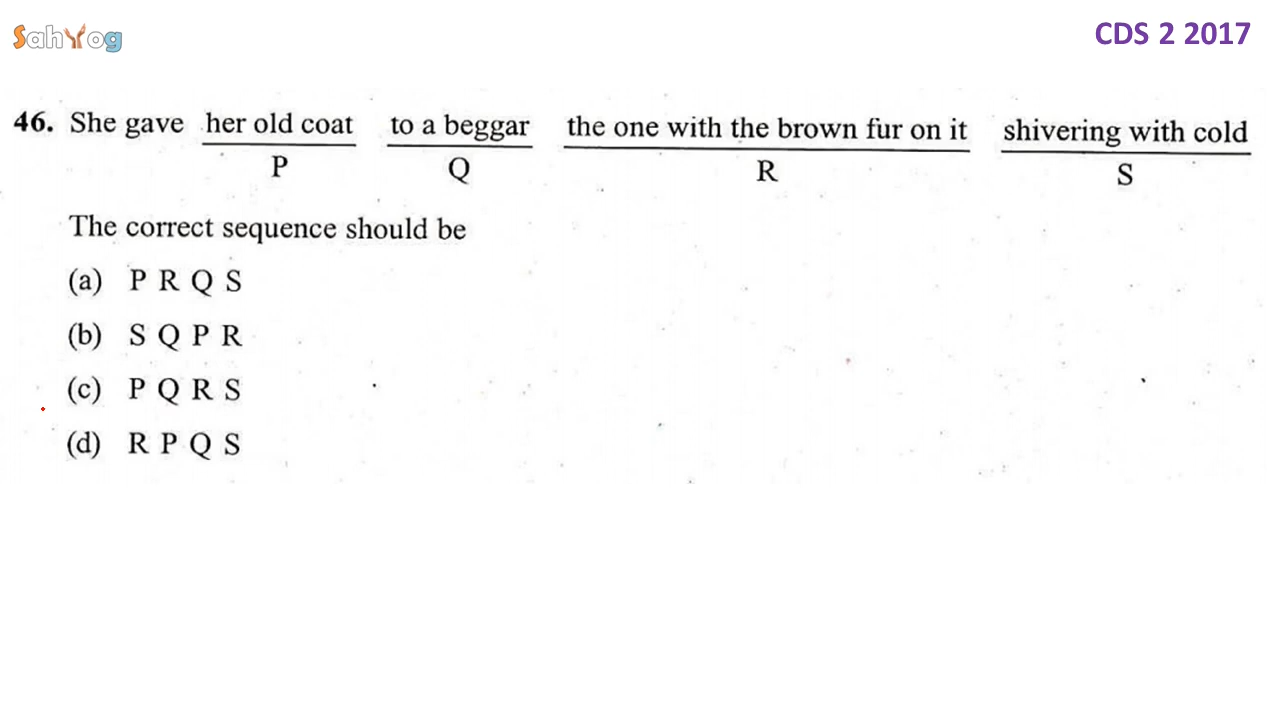 SahYog
CDS 2 2017
46. She gave her old coat to a beggar the one with the brown fur on it shivering with cold
P Q R S
The correct sequence should be
(a) P R Q S
(b) S Q P R
(c) P Q R S
(d) R P Q S